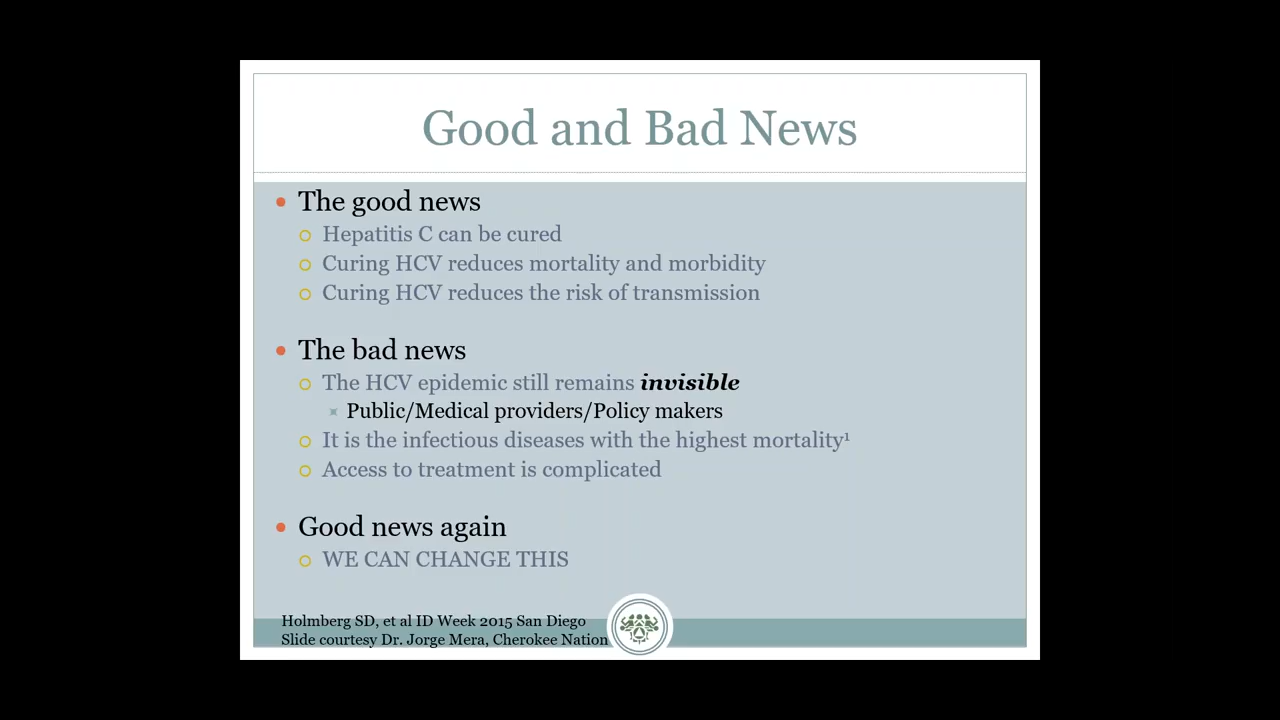 Good and Bad News
The good news
Hepatitis C can be cured
Curing HCV reduces mortality and morbidity
Curing HCV reduces the risk of transmission
The bad news
The HCV epidemic still remains invisible
Public/Medical providers/Policy makers
It is the infectious diseases with the highest mortality¹
Access to treatment is complicated
Good news again
WE CAN CHANGE THIS
Holmberg SD, et al ID Week 2015 San Diego
Slide courtesy Dr. Jorge Mera, Cherokee Nation